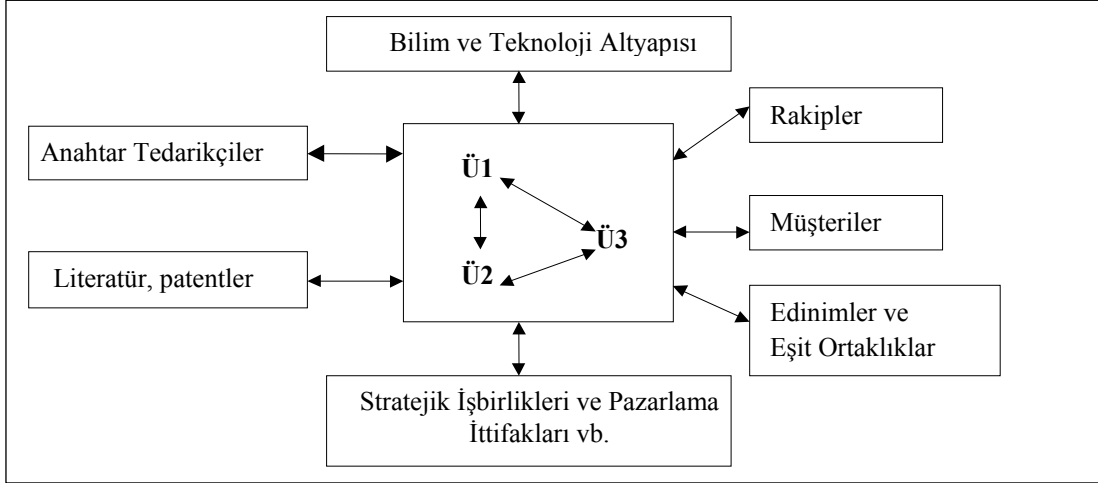 Bilim ve Teknoloji Altyapısı
Anahtar Tedarikçiler
Literatür, patentler
Ü1
Ü2
Ü3
Rakipler
Müşteriler
Edinimler ve
Eşit Ortaklıklar
Stratejik İşbirlikleri ve Pazarlama
İttifakları vb.